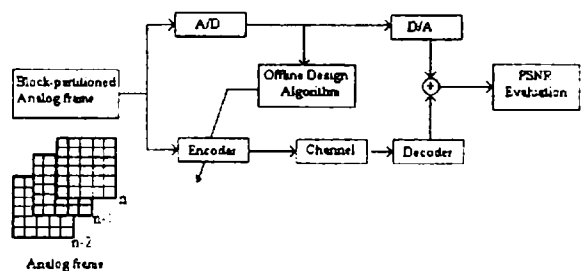 A/D
D/A
Block-partitioned
Analog frame
Offline Design
Algorithm
+
PSNR
Evaluation
Encoder
Channel
Decoder
n
n-1
n-2
Analog frame